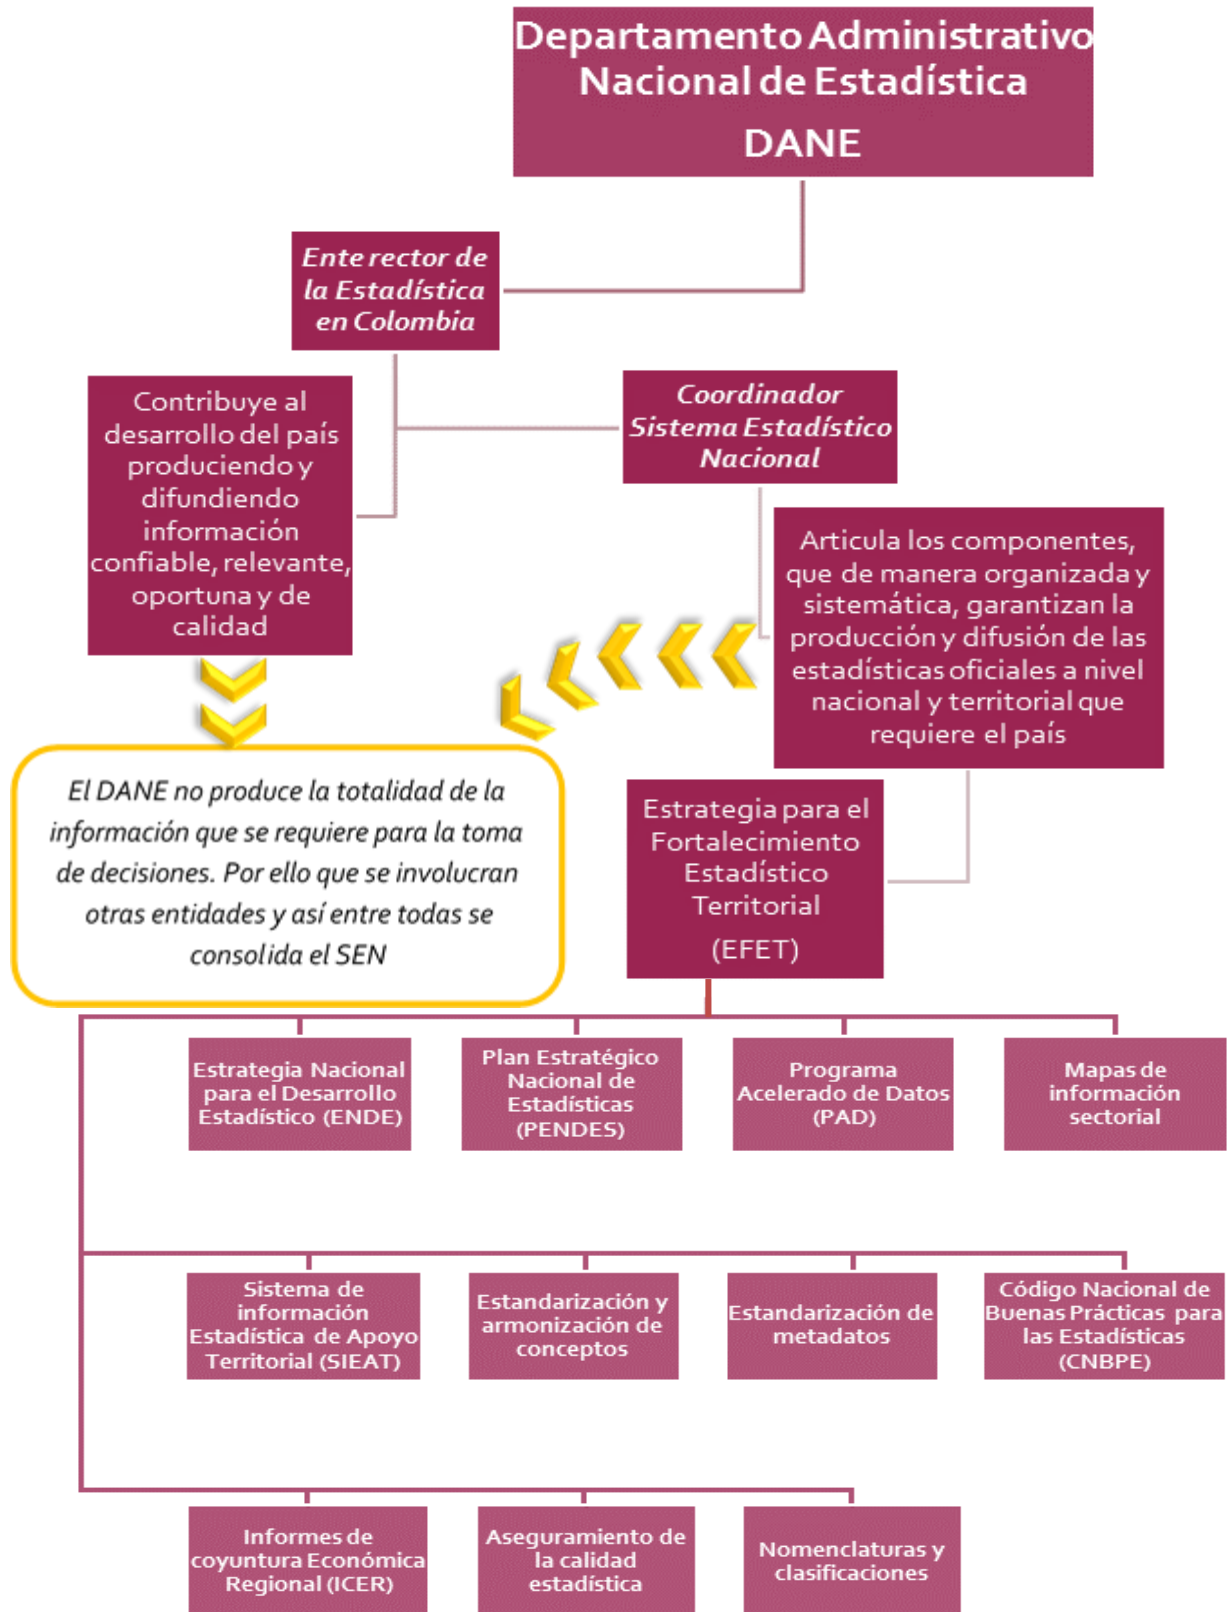 Departamento Administrativo
Nacional de Estadística
DANE
Ente rector de
la Estadística
en Colombia
Contribuye al
desarrollo del país
produciendo y
difundiendo
información
confiable, relevante,
oportuna y de
calidad
Coordinador
Sistema Estadístico
Nacional
Articula los componentes,
que de manera organizada y
sistemática, garantizan la
producción y difusión de las
estadísticas oficiales a nivel
nacional y territorial que
requiere el país
El DANE no produce la totalidad de la
información que se requiere para la toma
de decisiones. Por ello que se involucran
otras entidades y así entre todas se
consolida el SEN
Estrategia para el
Fortalecimiento
Estadístico
Territorial
(EFET)
Estrategia Nacional
para el Desarrollo
Estadístico (ENDE)
Plan Estratégico
Nacional de
Estadísticas
(PENDES)
Programa
Acelerado de Datos
(PAD)
Mapas de
información
sectorial
Sistema de
información
Estadística de Apoyo
Territorial (SIEAT)
Estandarización y
armonización de
conceptos
Estandarización de
metadatos
Código Nacional de
Buenas Prácticas para
las Estadísticas
(CNBPE)
Informes de
coyuntura Económica
Regional (ICER)
Aseguramiento de
la calidad
estadística
Nomenclaturas y
clasificaciones